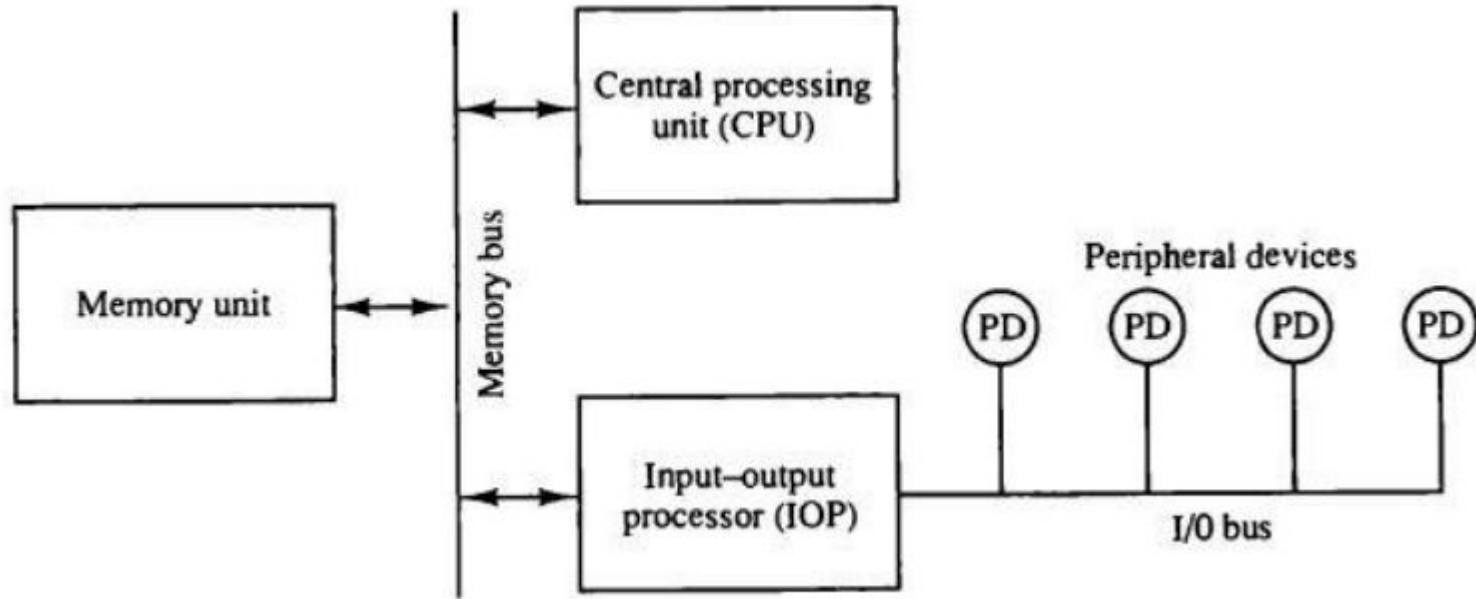 Central processing
unit (CPU)
Memory unit
Memory bus
Peripheral devices
PD
PD
PD
PD
Input–output
processor (IOP)
I/0 bus